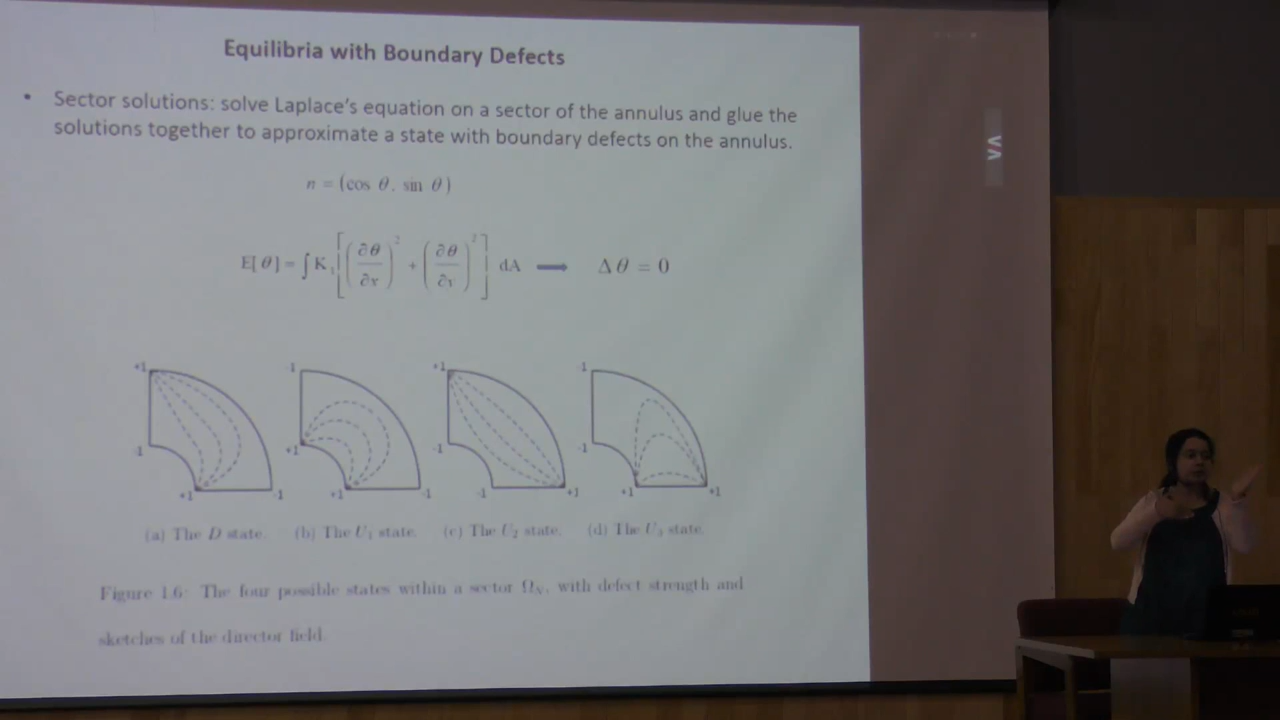 Equilibria with Boundary Defects
• Sector solutions: solve Laplace's equation on a sector of the annulus and glue the
solutions together to approximate a state with boundary defects on the annulus.
n = (cos θ, sin θ)
E[θ] = ∫ K₃ [ (∂θ/∂x)² + (∂θ/∂y)² ] dA ⟹ Δθ = 0
+1 -1 +1 -1
-1 +1 -1 -1
+1 -1 +1 -1 -1 +1 +1 +1
(a) The D state. (b) The U₁ state. (c) The U₂ state. (d) The U₃ state.
Figure 1.6: The four possible states within a sector Ω_N, with defect strength and
sketches of the director field.